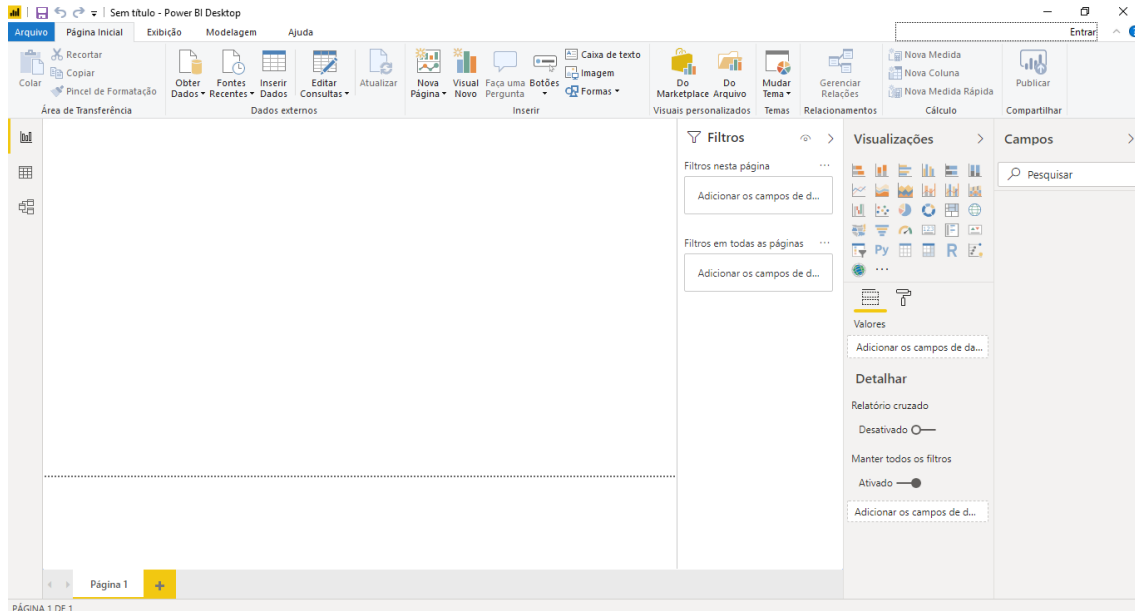 Sem título - Power BI Desktop
Arquivo Página Inicial Exibição Modelagem Ajuda Entrar
Colar
Recortar
Copiar
Pincel de Formatação
Área de Transferência
Obter Dados
Fontes Recentes
Inserir Dados
Editar Consultas
Dados externos
Atualizar
Nova Página
Visual Novo
Faça uma Pergunta
Botões
Caixa de texto
Imagem
Formas
Inserir
Do Marketplace
Do Arquivo
Visuais personalizados
Mudar Tema
Temas
Gerenciar Relações
Relacionamentos
Nova Medida
Nova Coluna
Nova Medida Rápida
Cálculo
Publicar
Compartilhar
Filtros
Filtros nesta página ...
Adicionar os campos de d...
Filtros em todas as páginas ...
Adicionar os campos de d...
Visualizações
123
Py
R
...
Valores
Adicionar os campos de da...
Detalhar
Relatório cruzado
Desativado
Manter todos os filtros
Ativado
Adicionar os campos de d...
Campos
Pesquisar
Página 1 +
PÁGINA 1 DE 1